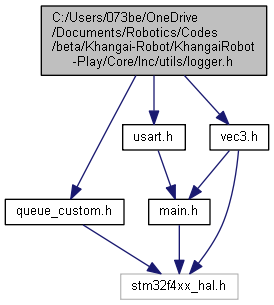 C:/Users/073be/OneDrive
/Documents/Robotics/Codes
/beta/Khangai-Robot/KhangaiRobot
-Play/Core/Inc/utils/logger.h
usart.h
vec3.h
queue_custom.h
main.h
stm32f4xx_hal.h